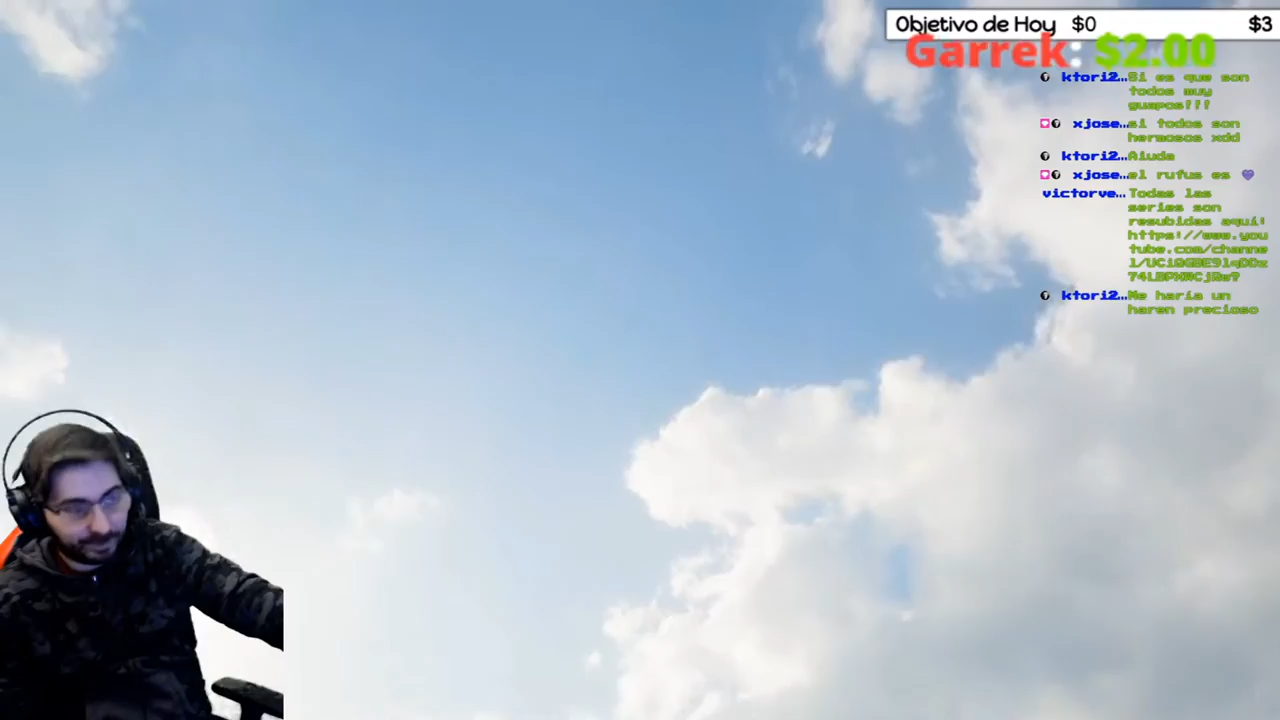 Objetivo de Hoy $0 $3
Garrek: $2.00
ktori2… Si es que son
todos muy
guapos!!!
xjose… si todos son
hermosos xdd
ktori2… Aiuda
xjose… el rufus es 💜
victorve… Todas las
series son
resubidas aqui!
https://www.you
tube.com/channe
ktori2… Me haria un
haren precioso